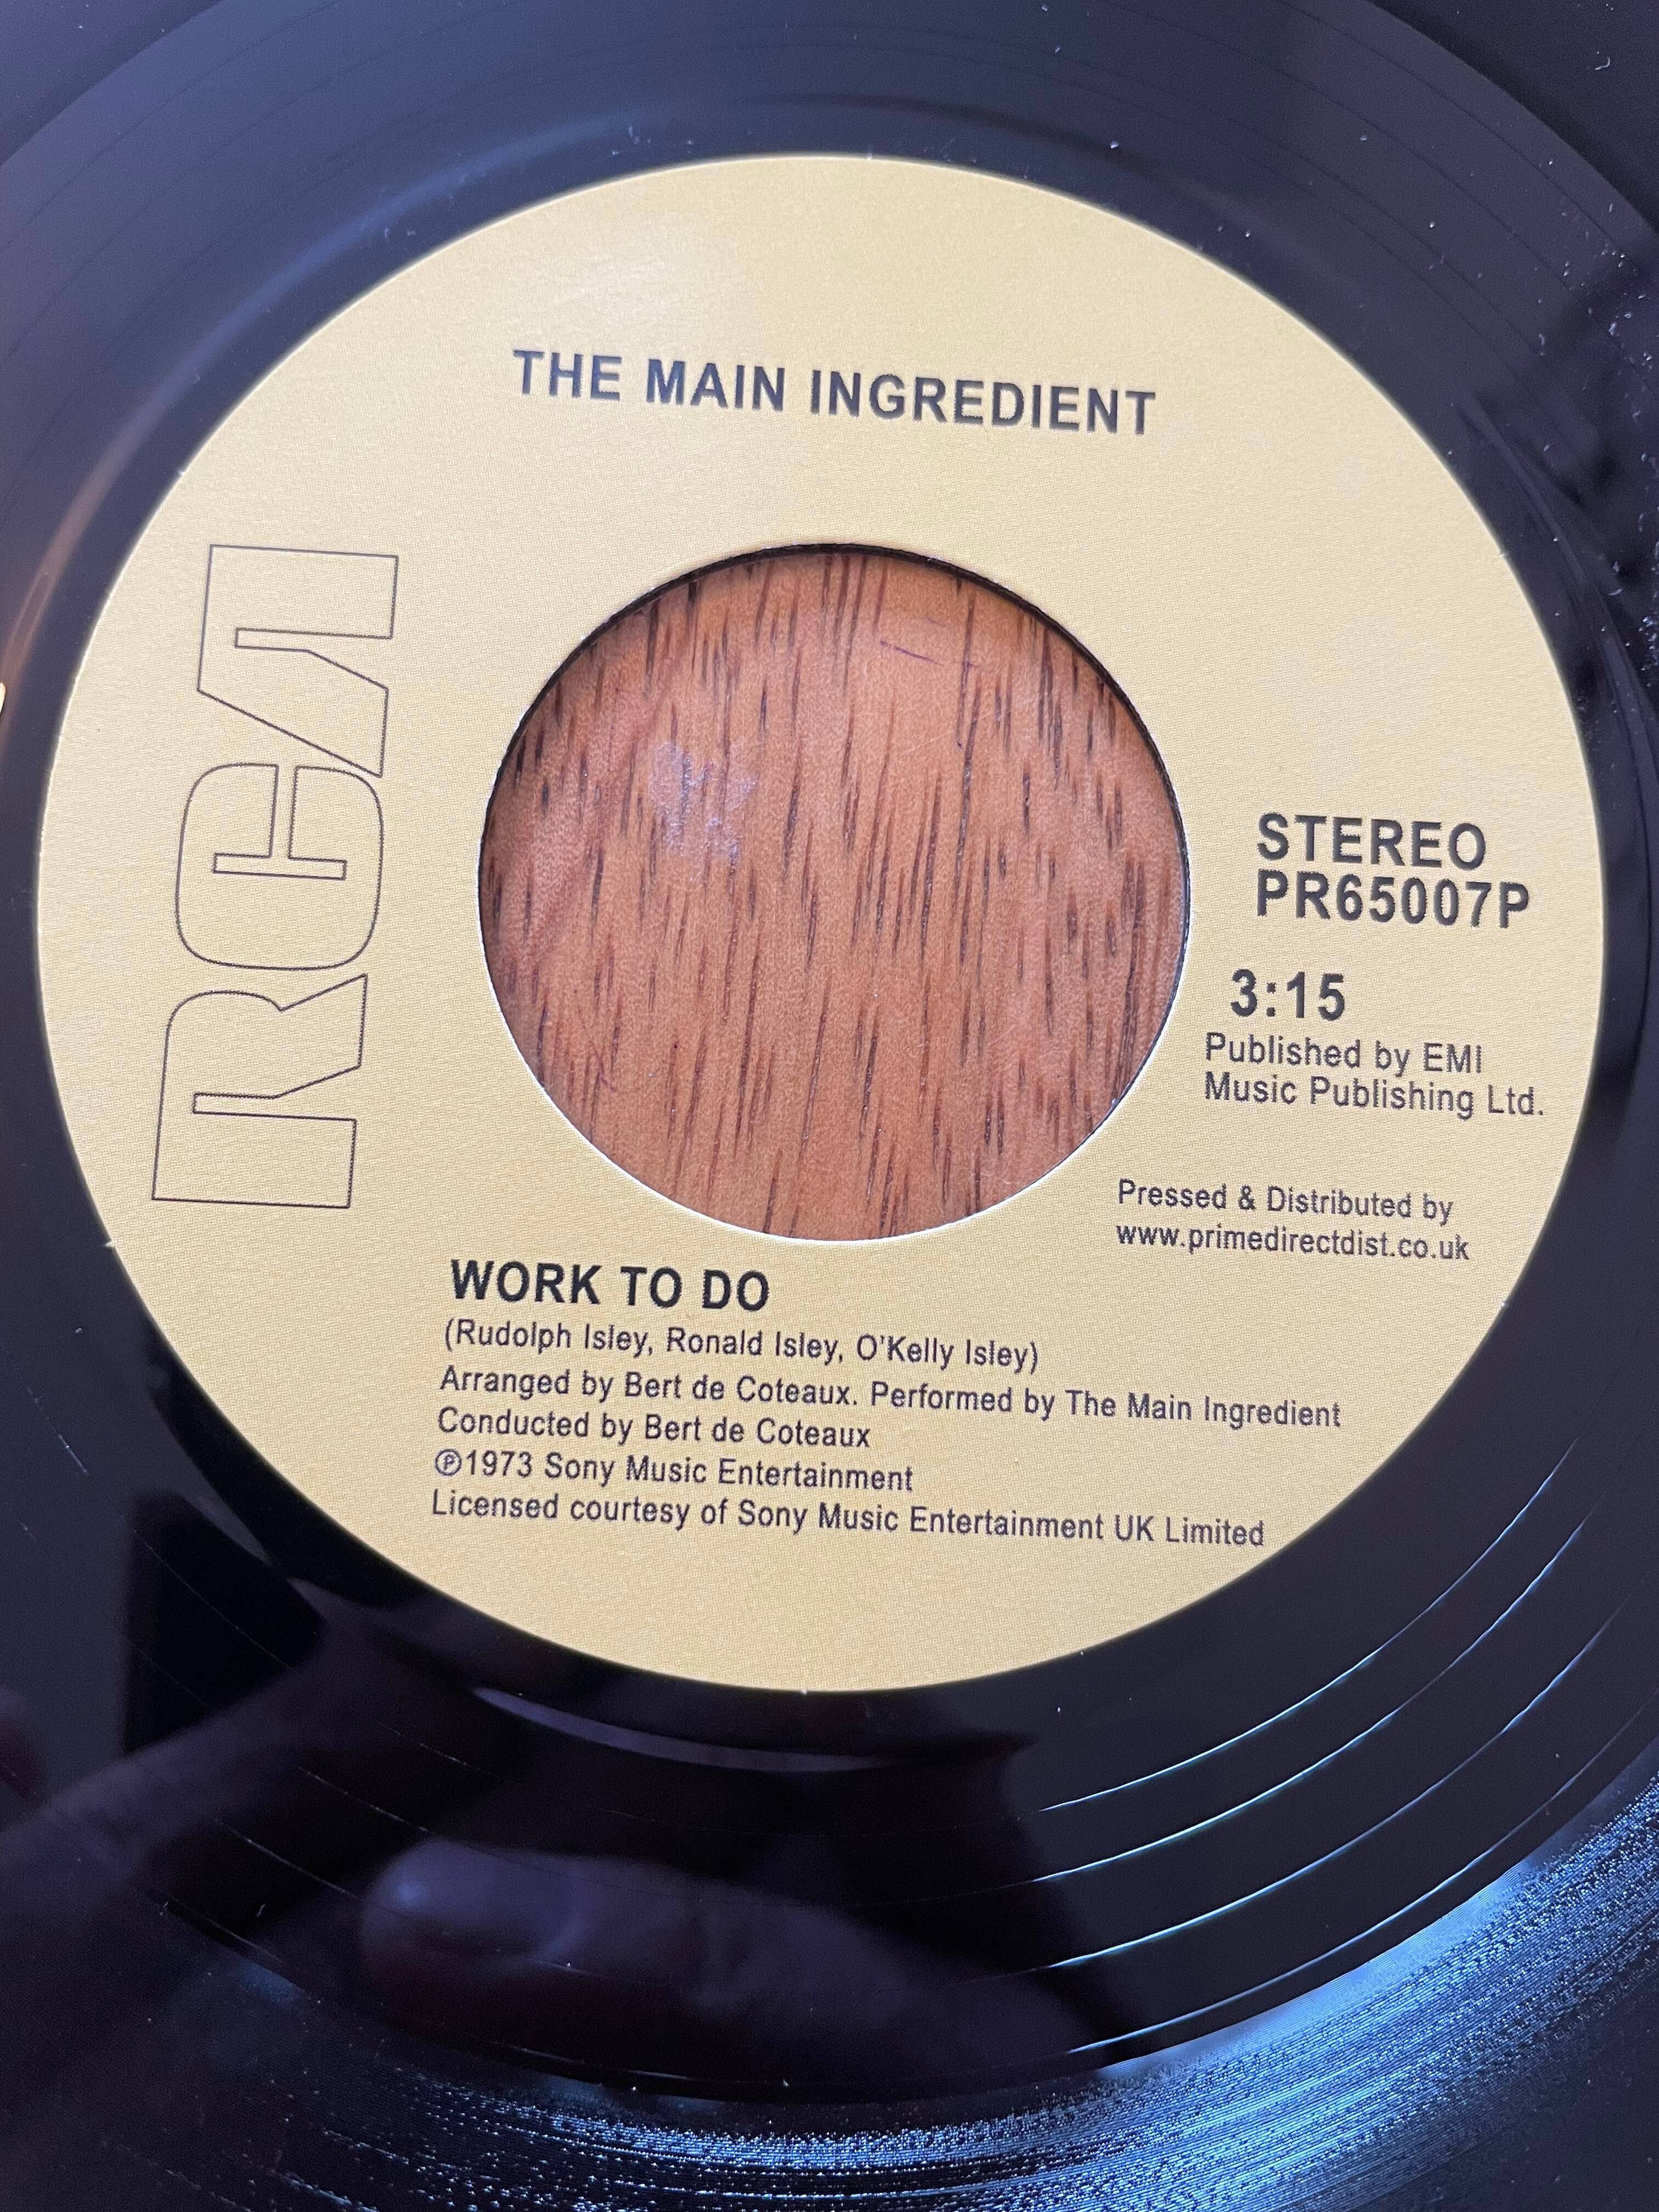 THE MAIN INGREDIENT
RCA
STEREO
PR65007P
3:15
Published by EMI
Music Publishing Ltd.
Pressed & Distributed by
www.primedirectdist.co.uk
WORK TO DO
(Rudolph Isley, Ronald Isley, O'Kelly Isley)
Arranged by Bert de Coteaux. Performed by The Main Ingredient
Conducted by Bert de Coteaux
℗1973 Sony Music Entertainment
Licensed courtesy of Sony Music Entertainment UK Limited